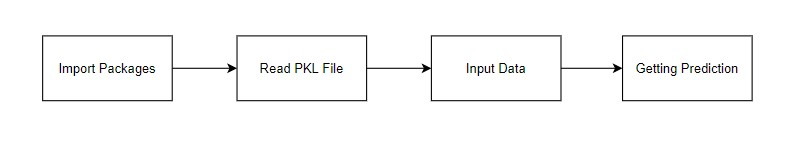 Import Packages
Read PKL File
Input Data
Getting Prediction